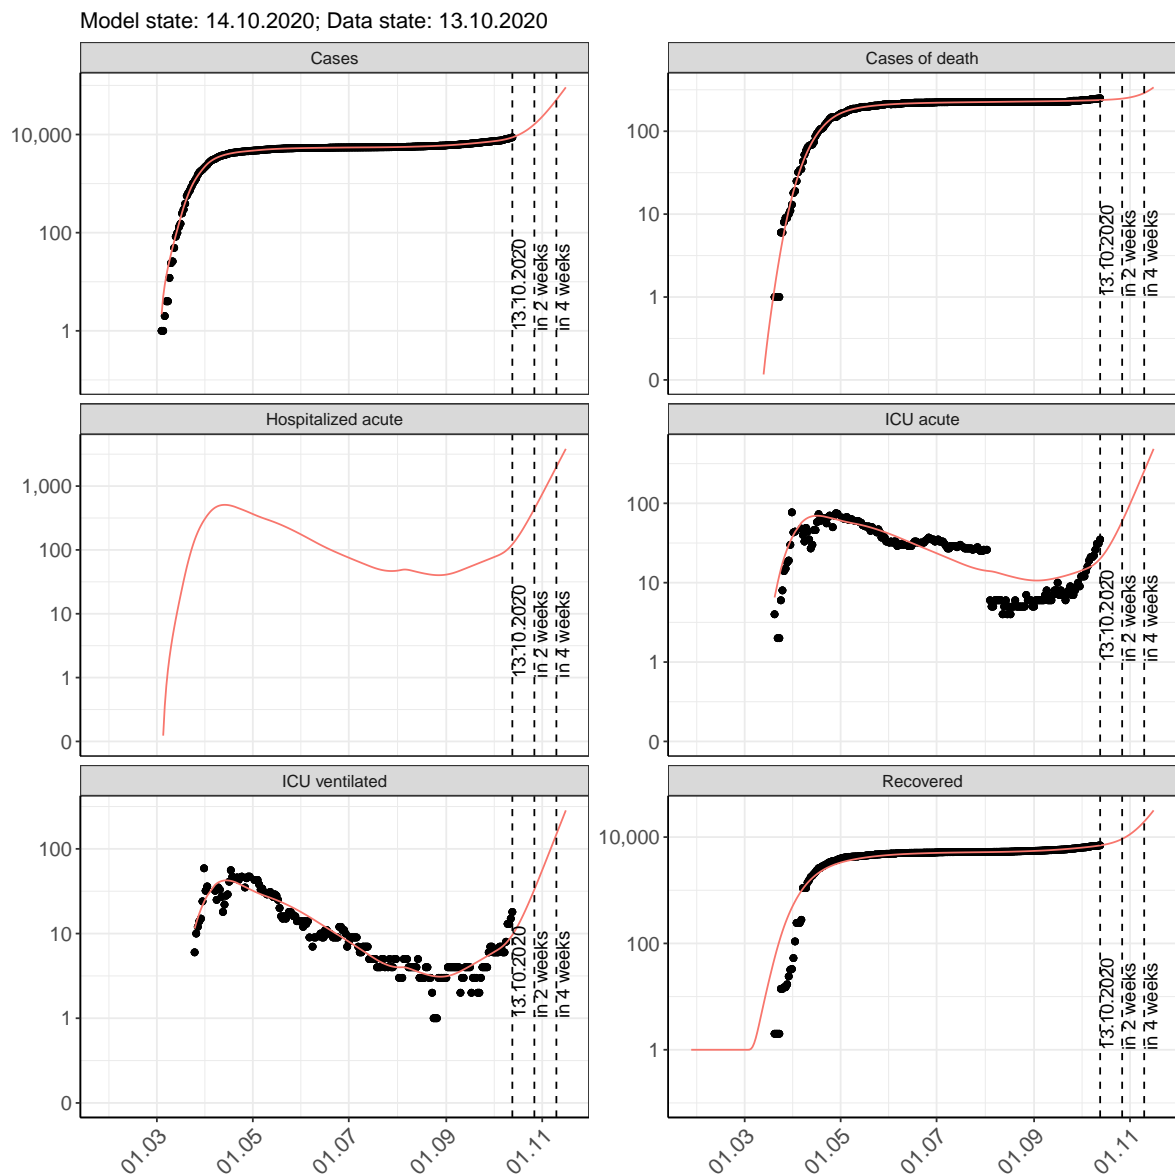 Model state: 14.10.2020; Data state: 13.10.2020
Cases
10,000
100
1
13.10.2020
in 2 weeks
in 4 weeks
Cases of death
100
10
1
0
13.10.2020
in 2 weeks
in 4 weeks
Hospitalized acute
1,000
100
10
1
0
13.10.2020
in 2 weeks
in 4 weeks
ICU acute
100
10
1
0
13.10.2020
in 2 weeks
in 4 weeks
ICU ventilated
100
10
1
0
13.10.2020
in 2 weeks
in 4 weeks
01.03
01.05
01.07
01.09
01.11
Recovered
10,000
100
1
13.10.2020
in 2 weeks
in 4 weeks
01.03
01.05
01.07
01.09
01.11